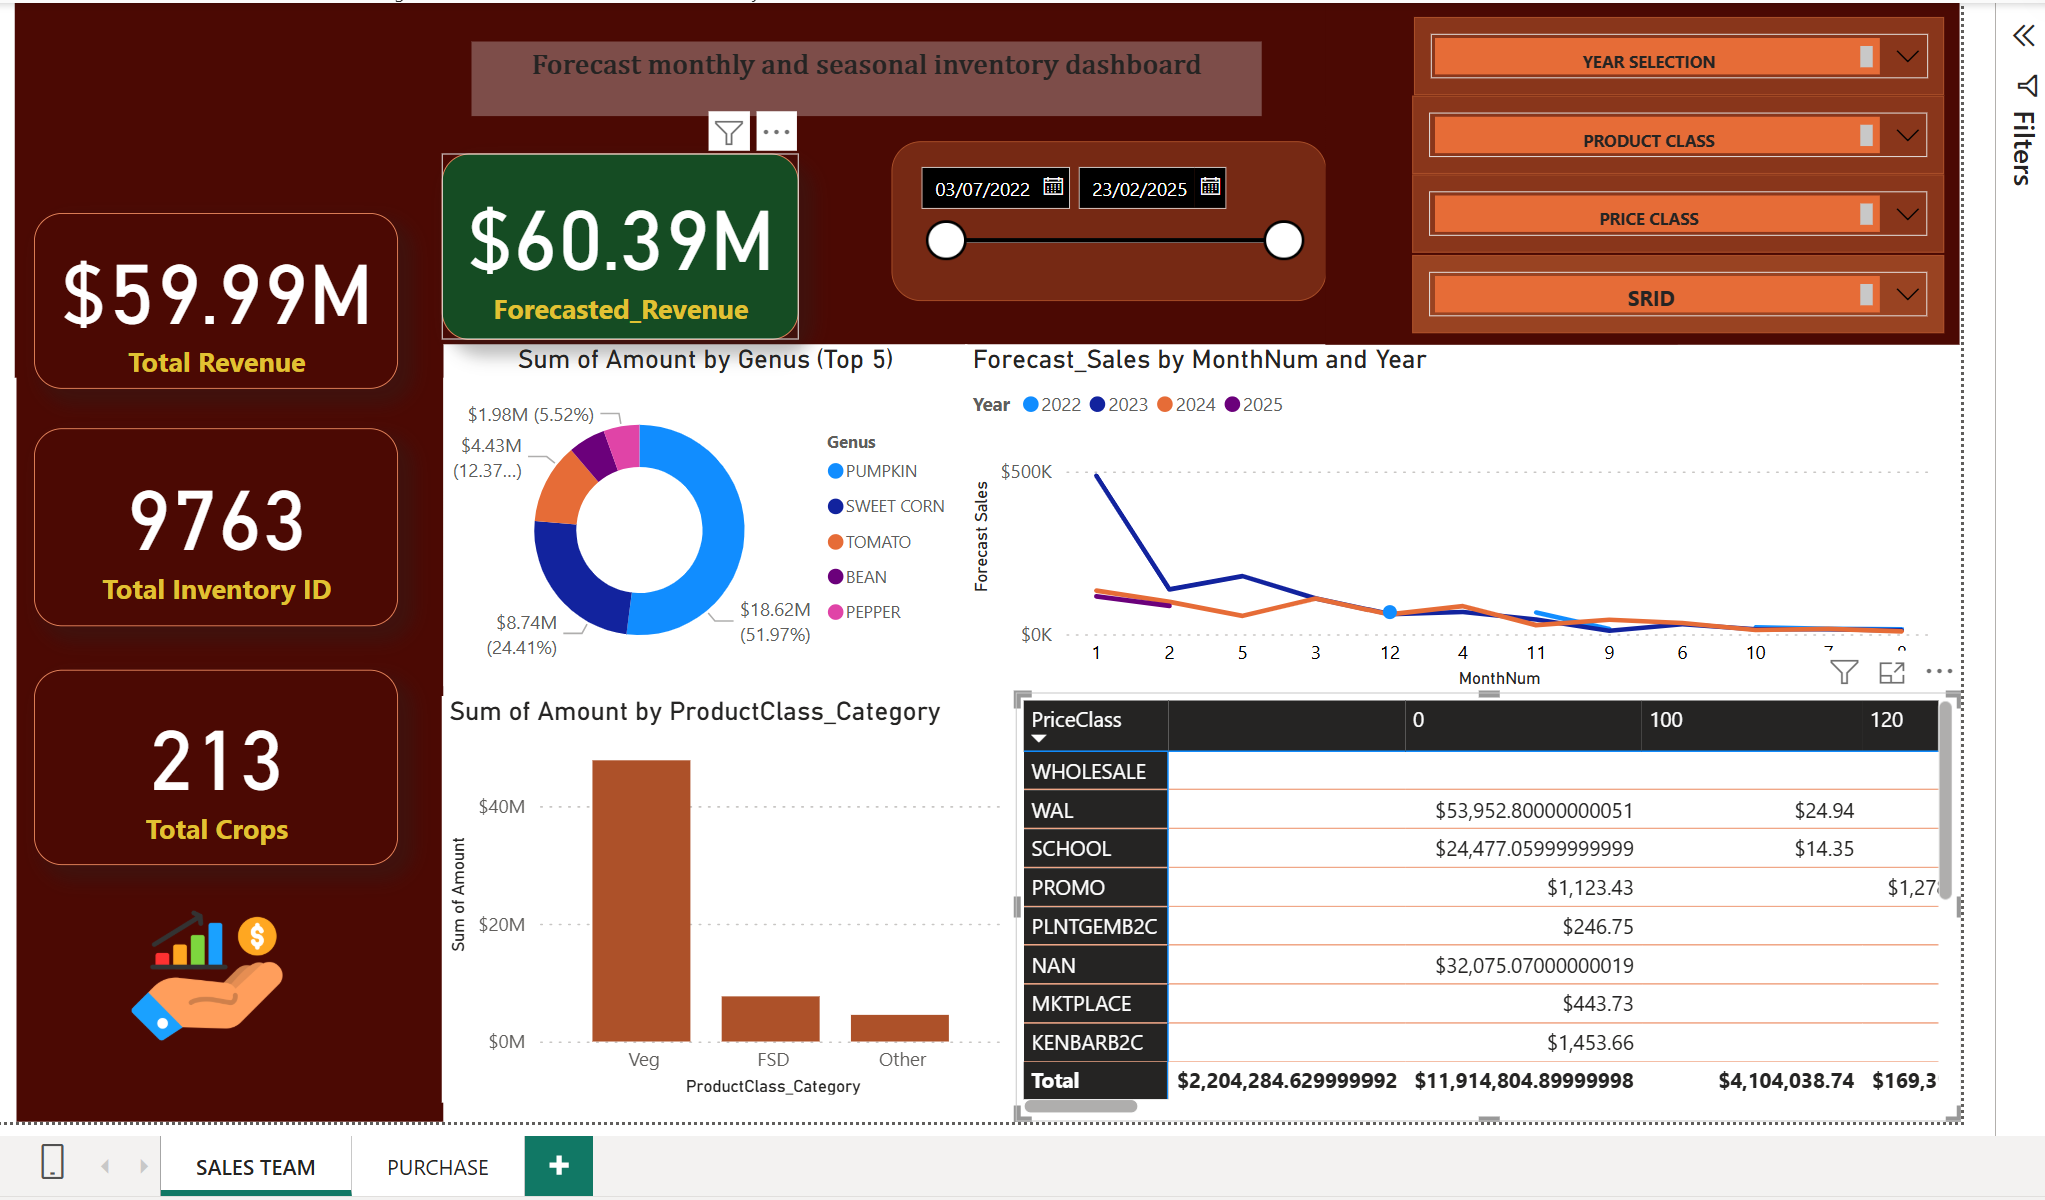 Forecast monthly and seasonal inventory dashboard
YEAR SELECTION
PRODUCT CLASS
PRICE CLASS
SRID
Filters
03/07/2022
23/02/2025
$60.39M
Forecasted_Revenue
$59.99M
Total Revenue
9763
Total Inventory ID
213
Total Crops
$
Sum of Amount by Genus (Top 5)
$1.98M (5.52%)
$4.43M
(12.37...)
$8.74M
(24.41%)
$18.62M
(51.97%)
Genus
PUMPKIN
SWEET CORN
TOMATO
BEAN
PEPPER
Forecast_Sales by MonthNum and Year
Year 2022 2023 2024 2025
Forecast Sales
$500K
$0K
1 2 5 3 12 4 11 9 6 10
MonthNum
Sum of Amount by ProductClass_Category
Sum of Amount
$40M
$20M
$0M
Veg FSD Other
ProductClass_Category
PriceClass 0 100 120
WHOLESALE
WAL $53,952.80000000051 $24.94
SCHOOL $24,477.05999999999 $14.35
PROMO $1,123.43 $1,27
PLNTGEMB2C $246.75
NAN $32,075.07000000019
MKTPLACE $443.73
KENBARB2C $1,453.66
Total $2,204,284.629999992 $11,914,804.89999998 $4,104,038.74 $169,3
SALES TEAM
PURCHASE
+